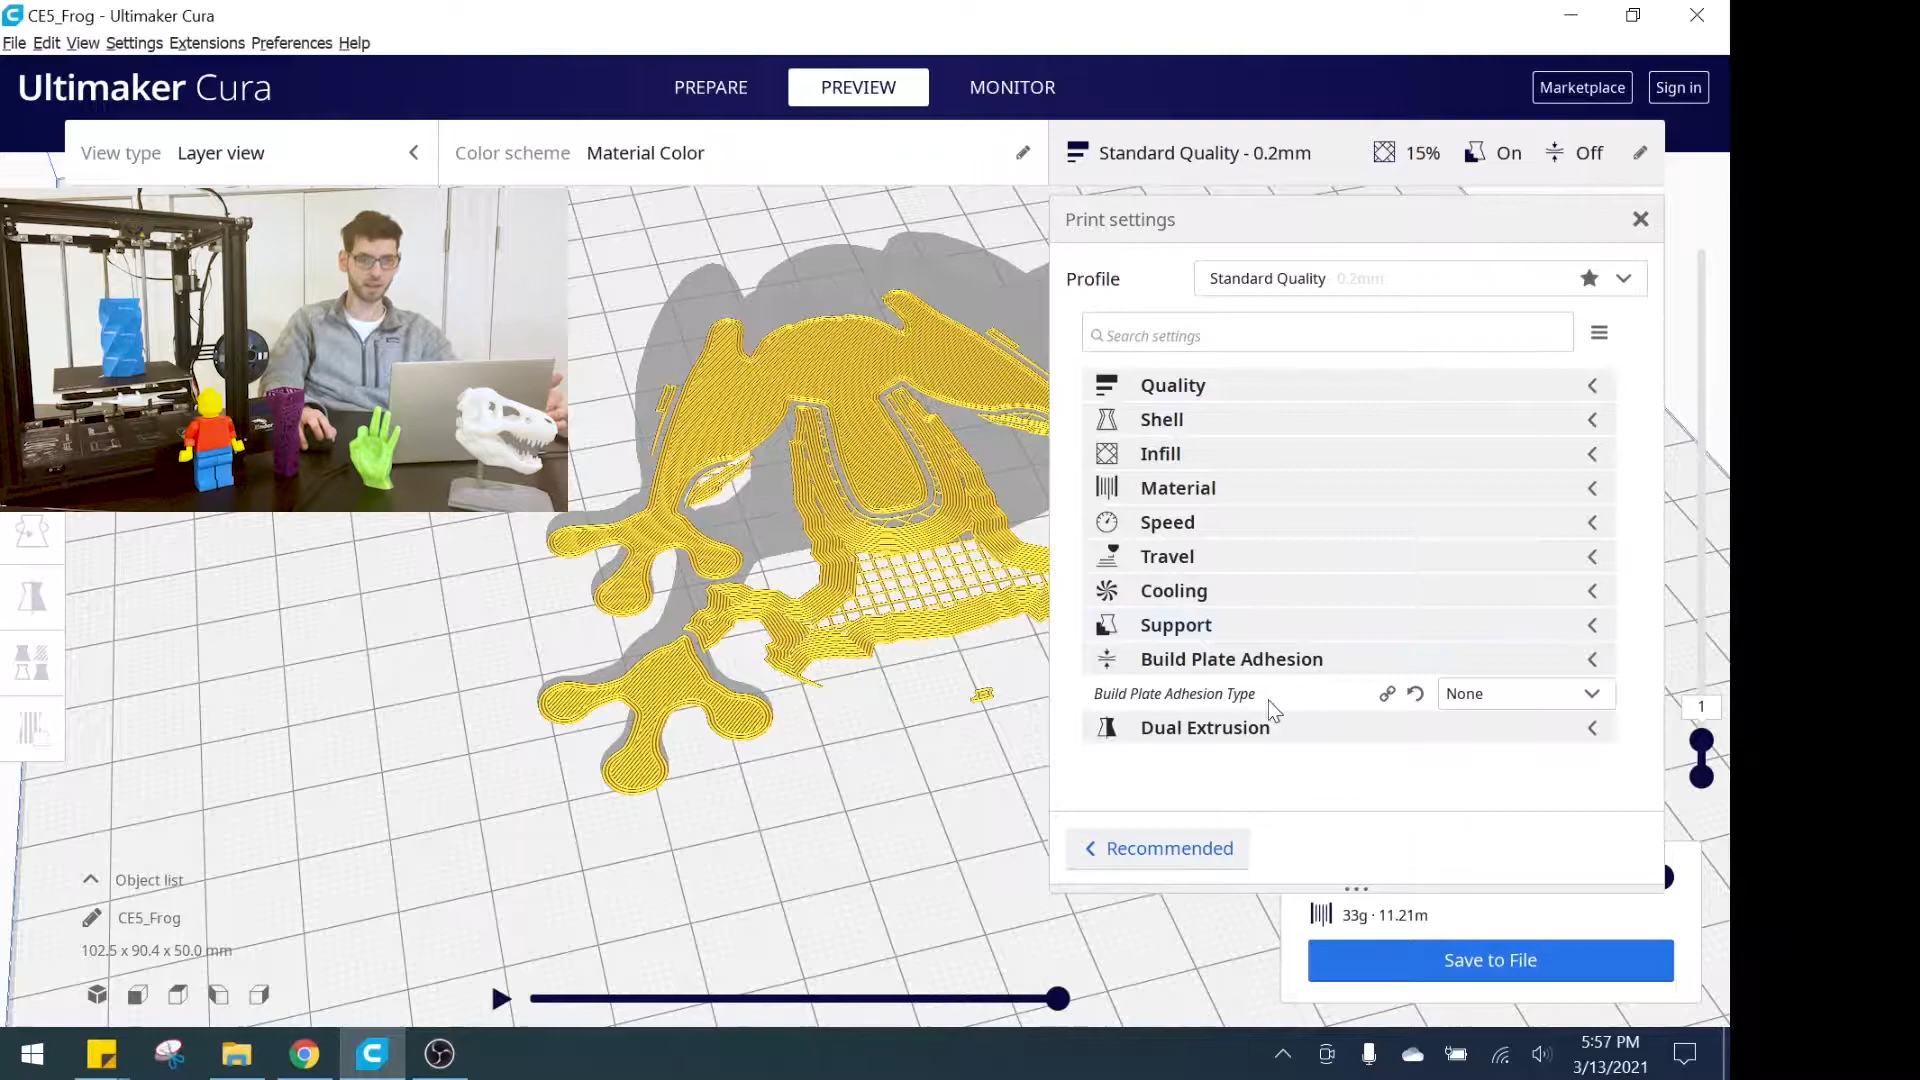 CE5_Frog - Ultimaker Cura
File Edit View Settings Extensions Preferences Help
Ultimaker Cura
PREPARE
PREVIEW
MONITOR
Marketplace
Sign in
View type Layer view
Color scheme Material Color
Standard Quality - 0.2mm
15%
On
Off
Print settings
Profile
Standard Quality 0.2mm
Search settings
Quality
Shell
Infill
Material
Speed
Travel
Cooling
Support
Build Plate Adhesion
Build Plate Adhesion Type
None
Dual Extrusion
1
Recommended
Object list
CE5_Frog
102.5 x 90.4 x 50.0 mm
33g · 11.21m
Save to File
5:57 PM
3/13/2021